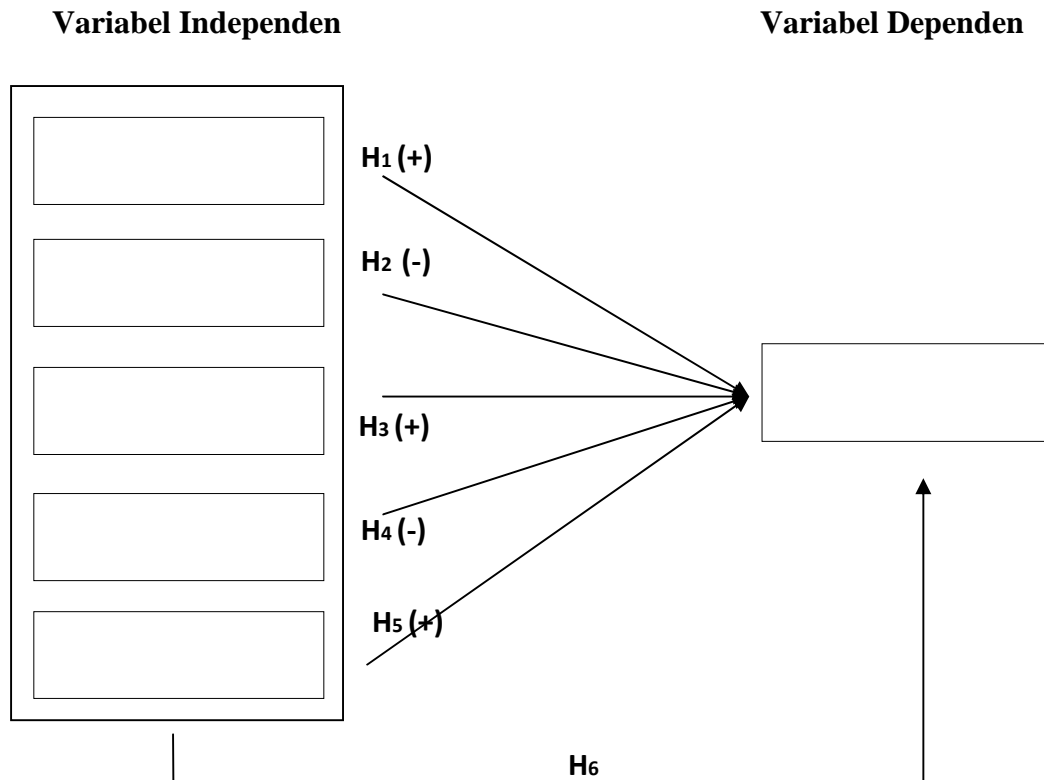 Variabel Independen
Variabel Dependen
H1 (+)
H2 (-)
H3 (+)
H4 (-)
H5 (+)
H6